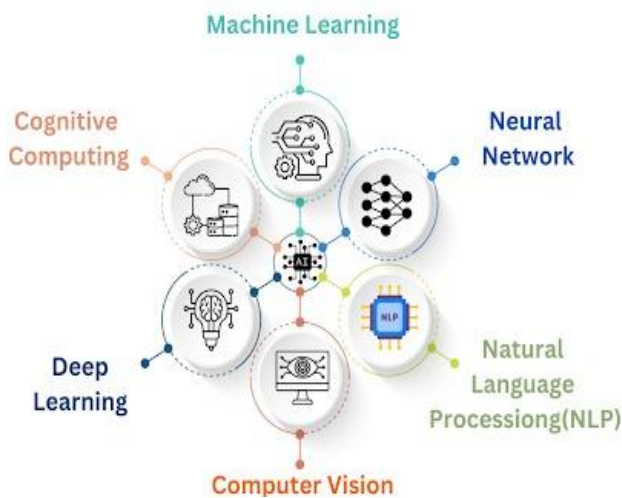 Machine Learning
Cognitive
Computing
Neural
Network
AI
NLP
Deep
Learning
Natural
Language
Processiong(NLP)
Computer Vision